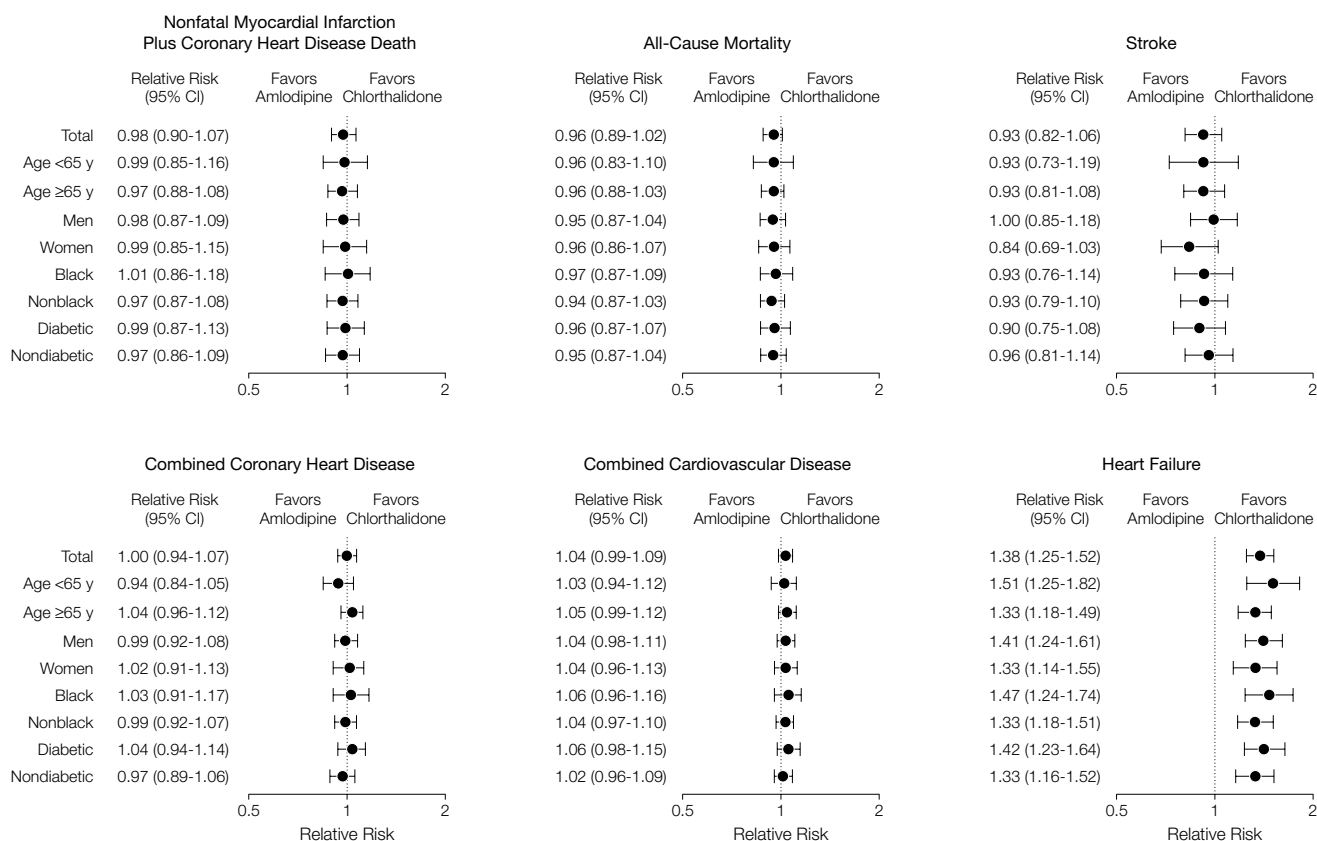 Nonfatal Myocardial Infarction
Plus Coronary Heart Disease Death
Relative Risk Favors Favors
(95% CI) Amlodipine Chlorthalidone
Total 0.98 (0.90-1.07)
Age <65 y 0.99 (0.85-1.16)
Age ≥65 y 0.97 (0.88-1.08)
Men 0.98 (0.87-1.09)
Women 0.99 (0.85-1.15)
Black 1.01 (0.86-1.18)
Nonblack 0.97 (0.87-1.08)
Diabetic 0.99 (0.87-1.13)
Nondiabetic 0.97 (0.86-1.09)
0.5 1 2
All-Cause Mortality
Relative Risk Favors Favors
(95% CI) Amlodipine Chlorthalidone
0.96 (0.89-1.02)
0.96 (0.83-1.10)
0.96 (0.88-1.03)
0.95 (0.87-1.04)
0.96 (0.86-1.07)
0.97 (0.87-1.09)
0.94 (0.87-1.03)
0.96 (0.87-1.07)
0.95 (0.87-1.04)
0.5 1 2
Stroke
Relative Risk Favors Favors
(95% CI) Amlodipine Chlorthalidone
0.93 (0.82-1.06)
0.93 (0.73-1.19)
0.93 (0.81-1.08)
1.00 (0.85-1.18)
0.84 (0.69-1.03)
0.93 (0.76-1.14)
0.93 (0.79-1.10)
0.90 (0.75-1.08)
0.96 (0.81-1.14)
0.5 1 2
Combined Coronary Heart Disease
Relative Risk Favors Favors
(95% CI) Amlodipine Chlorthalidone
Total 1.00 (0.94-1.07)
Age <65 y 0.94 (0.84-1.05)
Age ≥65 y 1.04 (0.96-1.12)
Men 0.99 (0.92-1.08)
Women 1.02 (0.91-1.13)
Black 1.03 (0.91-1.17)
Nonblack 0.99 (0.92-1.07)
Diabetic 1.04 (0.94-1.14)
Nondiabetic 0.97 (0.89-1.06)
0.5 1 2
Relative Risk
Combined Cardiovascular Disease
Relative Risk Favors Favors
(95% CI) Amlodipine Chlorthalidone
1.04 (0.99-1.09)
1.03 (0.94-1.12)
1.05 (0.99-1.12)
1.04 (0.98-1.11)
1.04 (0.96-1.13)
1.06 (0.96-1.16)
1.04 (0.97-1.10)
1.06 (0.98-1.15)
1.02 (0.96-1.09)
0.5 1 2
Relative Risk
Heart Failure
Relative Risk Favors Favors
(95% CI) Amlodipine Chlorthalidone
1.38 (1.25-1.52)
1.51 (1.25-1.82)
1.33 (1.18-1.49)
1.41 (1.24-1.61)
1.33 (1.14-1.55)
1.47 (1.24-1.74)
1.33 (1.18-1.51)
1.42 (1.23-1.64)
1.33 (1.16-1.52)
0.5 1 2
Relative Risk